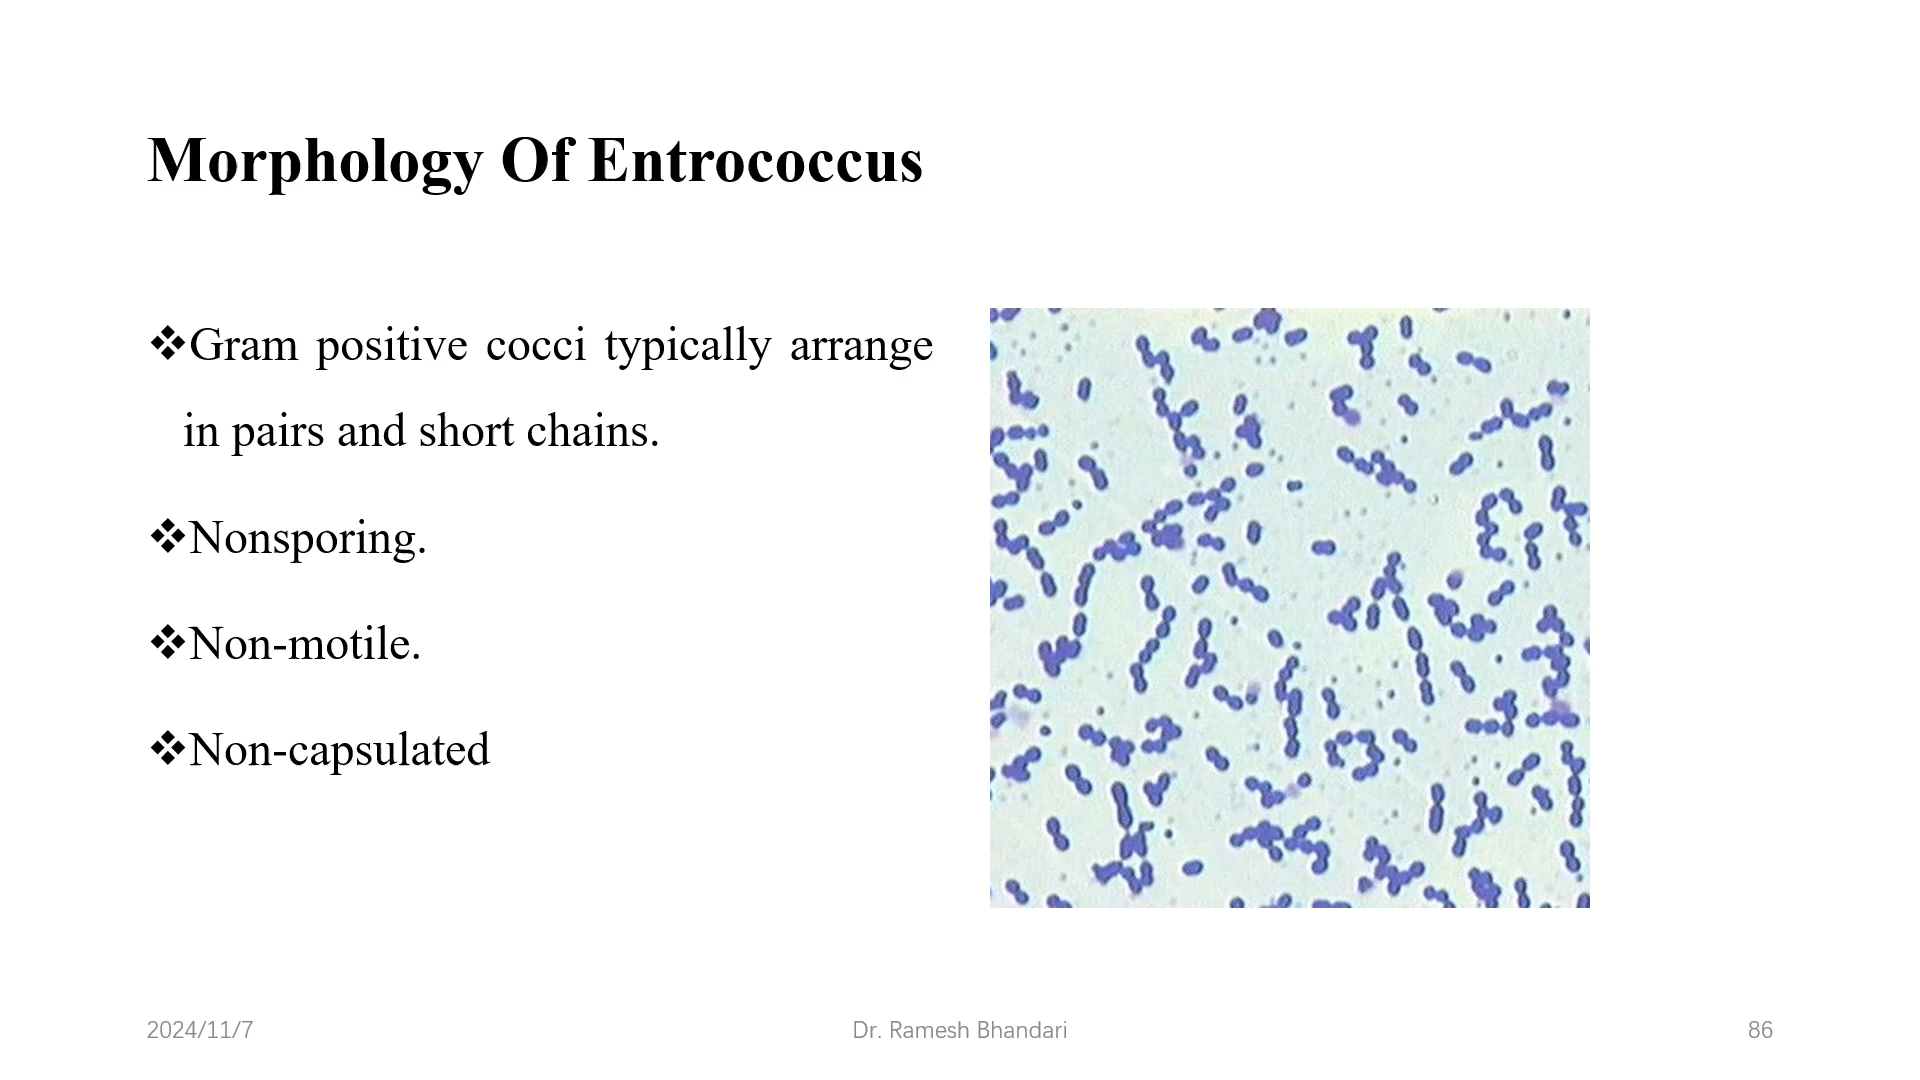 Morphology Of Entrococcus
❖Gram positive cocci typically arrange
in pairs and short chains.
❖Nonsporing.
❖Non-motile.
❖Non-capsulated
2024/11/7
Dr. Ramesh Bhandari
86